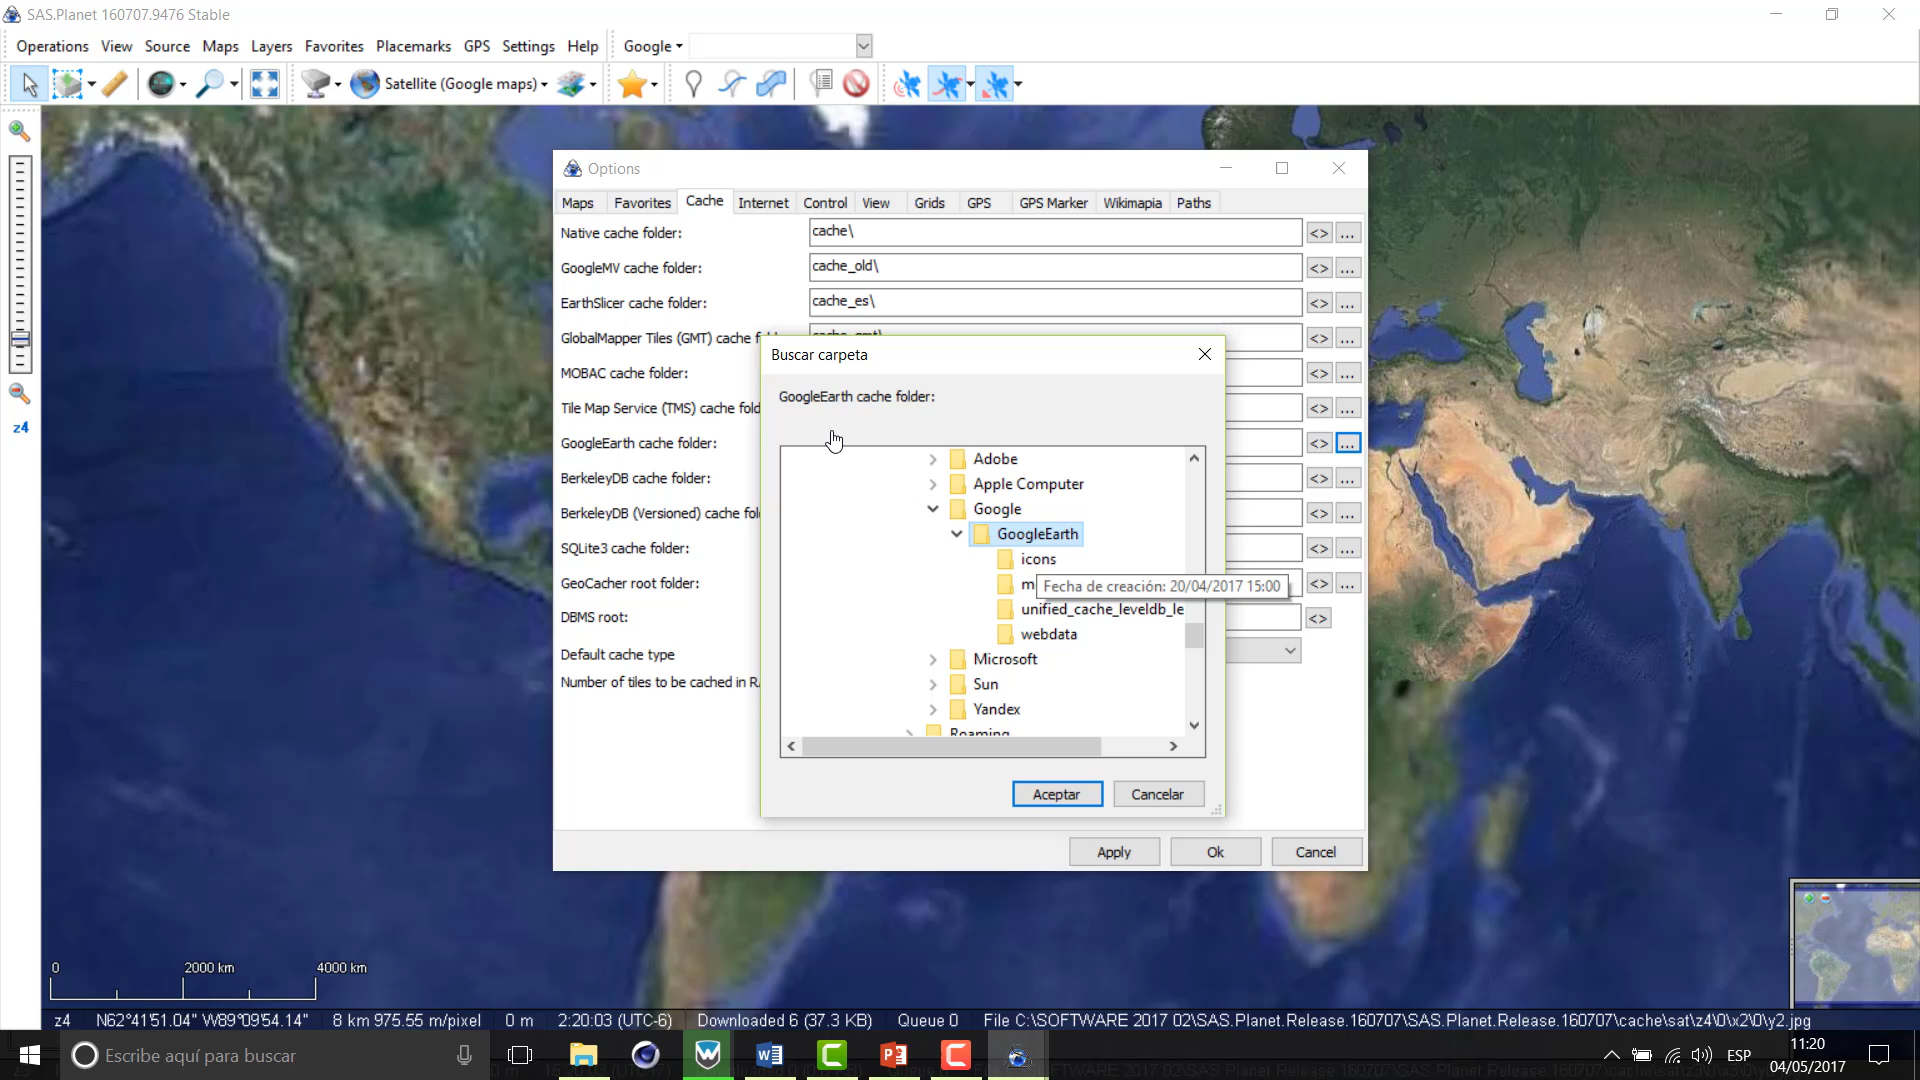 SAS.Planet 160707.9476 Stable
Operations View Source Maps Layers Favorites Placemarks GPS Settings Help Google
Satellite (Google maps)
z4
Options
Maps Favorites Cache Internet Control View Grids GPS GPS Marker Wikimapia Paths
Native cache folder: cache\ <> ...
GoogleMV cache folder: cache_old\ <> ...
EarthSlicer cache folder: cache_es\ <> ...
GlobalMapper Tiles (GMT) cache <> ...
MOBAC cache folder: <> ...
Tile Map Service (TMS) cache <> ...
GoogleEarth cache folder: <> ...
BerkeleyDB cache folder: <> ...
BerkeleyDB (Versioned) cache <> ...
SQLite3 cache folder: <> ...
GeoCacher root folder: <> ...
DBMS root: <>
Default cache type
Number of tiles to be cached in
Buscar carpeta
GoogleEarth cache folder:
Adobe
Apple Computer
Google
GoogleEarth
icons
Fecha de creación: 20/04/2017 15:00
unified_cache_leveldb_le
webdata
Microsoft
Sun
Yandex
Roaming
Aceptar Cancelar
Apply Ok Cancel
0 2000 km 4000 km
z4 N62°41'51.04" W89°09'54.14" 8 km 975.55 m/pixel 0 m 2:20:03 (UTC-6) Downloaded 6 (37.3 KB) Queue 0 File C:\SOFTWARE 2017 02\SAS.Planet.Release.160707\SAS.Planet.Release.160707\cache\sat\z4\0\x2\0\y2.jpg
Escribe aquí para buscar
ESP
11:20
04/05/2017